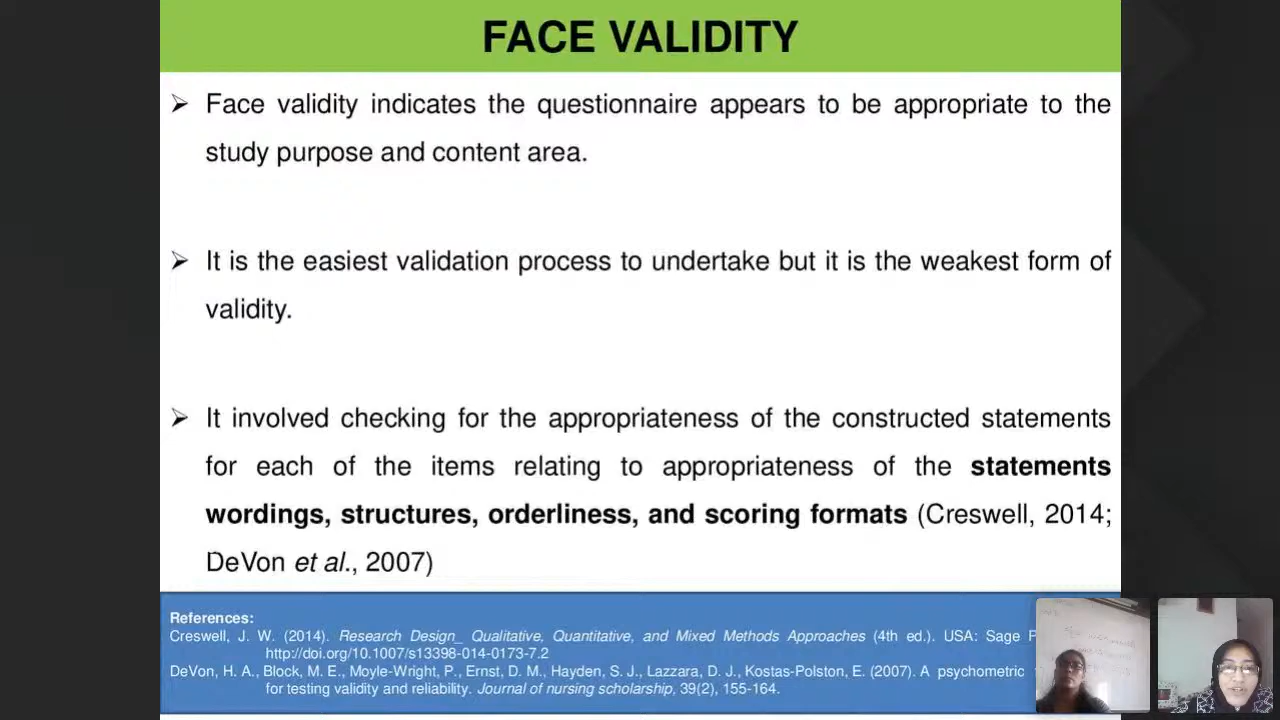 FACE VALIDITY
➢ Face validity indicates the questionnaire appears to be appropriate to the
study purpose and content area.
➢ It is the easiest validation process to undertake but it is the weakest form of
validity.
➢ It involved checking for the appropriateness of the constructed statements
for each of the items relating to appropriateness of the statements
wordings, structures, orderliness, and scoring formats (Creswell, 2014;
DeVon et al., 2007)
References:
Creswell, J. W. (2014). Research Design_ Qualitative, Quantitative, and Mixed Methods Approaches (4th ed.). USA: Sage
http://doi.org/10.1007/s13398-014-0173-7.2
DeVon, H. A., Block, M. E., Moyle-Wright, P., Ernst, D. M., Hayden, S. J., Lazzara, D. J., Kostas-Polston, E. (2007). A psychometric
for testing validity and reliability. Journal of nursing scholarship, 39(2), 155-164.